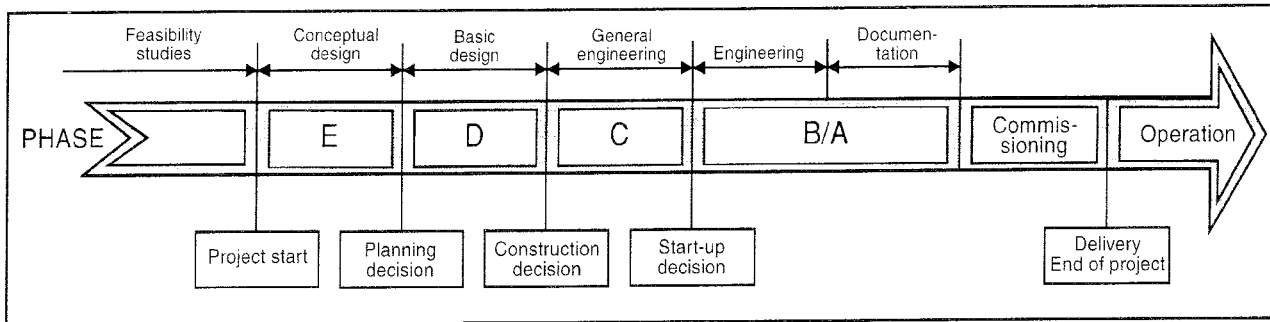 Feasibility
studies
Conceptual
design
Basic
design
General
engineering
Engineering
Documen-
tation
PHASE
E
D
C
B/A
Commis-
sioning
Operation
Project start
Planning
decision
Construction
decision
Start-up
decision
Delivery
End of project